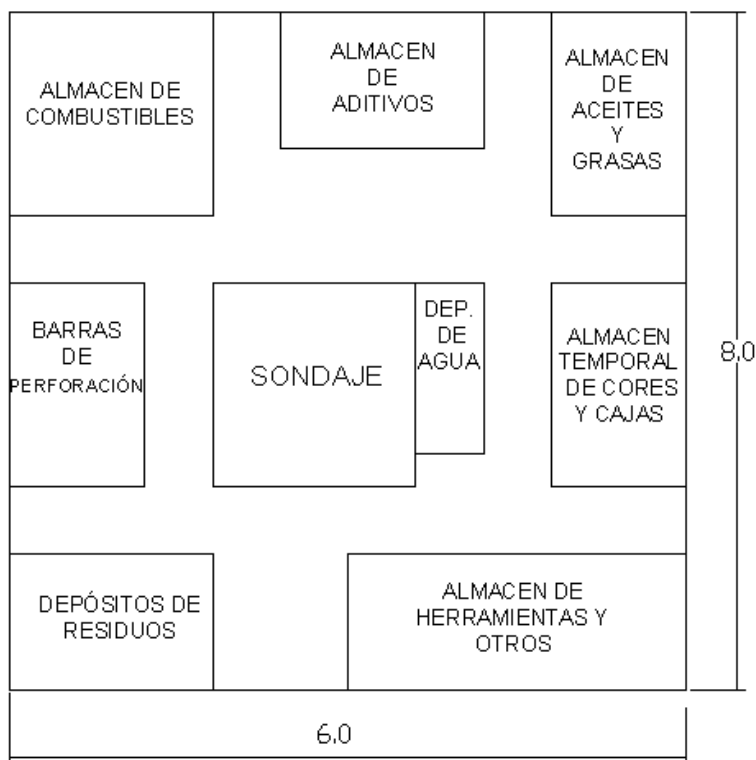 ALMACEN DE
COMBUSTIBLES
ALMACEN
DE
ADITIVOS
ALMACEN
DE
ACEITES
Y
GRASAS
BARRAS
DE
PERFORACIÓN
SONDAJE
DEP.
DE
AGUA
ALMACEN
TEMPORAL
DE CORES
Y CAJAS
8.0
DEPÓSITOS DE
RESIDUOS
ALMACEN DE
HERRAMIENTAS Y
OTROS
6.0